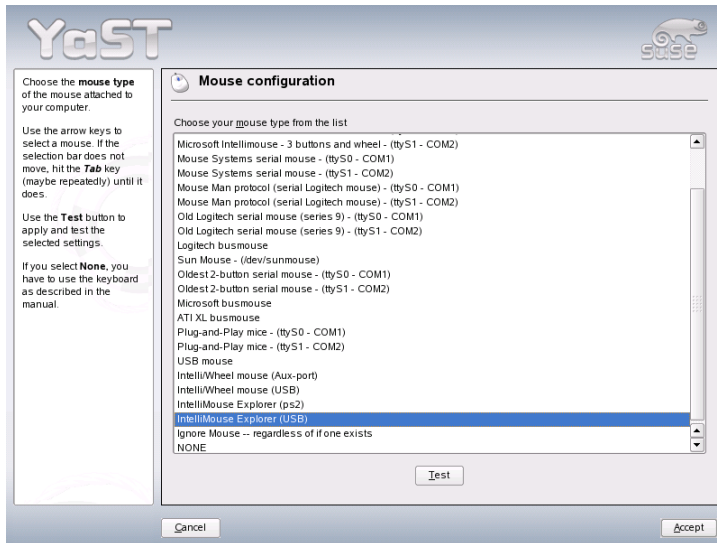 YaST
SUSE
Choose the mouse type
of the mouse attached to
your computer.
Use the arrow keys to
select a mouse. If the
selection bar does not
move, hit the Tab key
(maybe repeatedly) until it
does.
Use the Test button to
apply and test the
selected settings.
If you select None, you
have to use the keyboard
as described in the
manual.
Mouse configuration
Choose your mouse type from the list
Microsoft Intellimouse - 3 buttons and wheel - (ttyS1 - COM2)
Mouse Systems serial mouse - (ttyS0 - COM1)
Mouse Systems serial mouse - (ttyS1 - COM2)
Mouse Man protocol (serial Logitech mouse) - (ttyS0 - COM1)
Mouse Man protocol (serial Logitech mouse) - (ttyS1 - COM2)
Old Logitech serial mouse (series 9) - (ttyS0 - COM1)
Old Logitech serial mouse (series 9) - (ttyS1 - COM2)
Logitech busmouse
Sun Mouse - (/dev/sunmouse)
Oldest 2-button serial mouse - (ttyS0 - COM1)
Oldest 2-button serial mouse - (ttyS1 - COM2)
Microsoft busmouse
ATI XL busmouse
Plug-and-Play mice - (ttyS0 - COM1)
Plug-and-Play mice - (ttyS1 - COM2)
USB mouse
Intelli/Wheel mouse (Aux-port)
Intelli/Wheel mouse (USB)
IntelliMouse Explorer (ps2)
IntelliMouse Explorer (USB)
Ignore Mouse -- regardless of if one exists
NONE
Test
Cancel
Accept